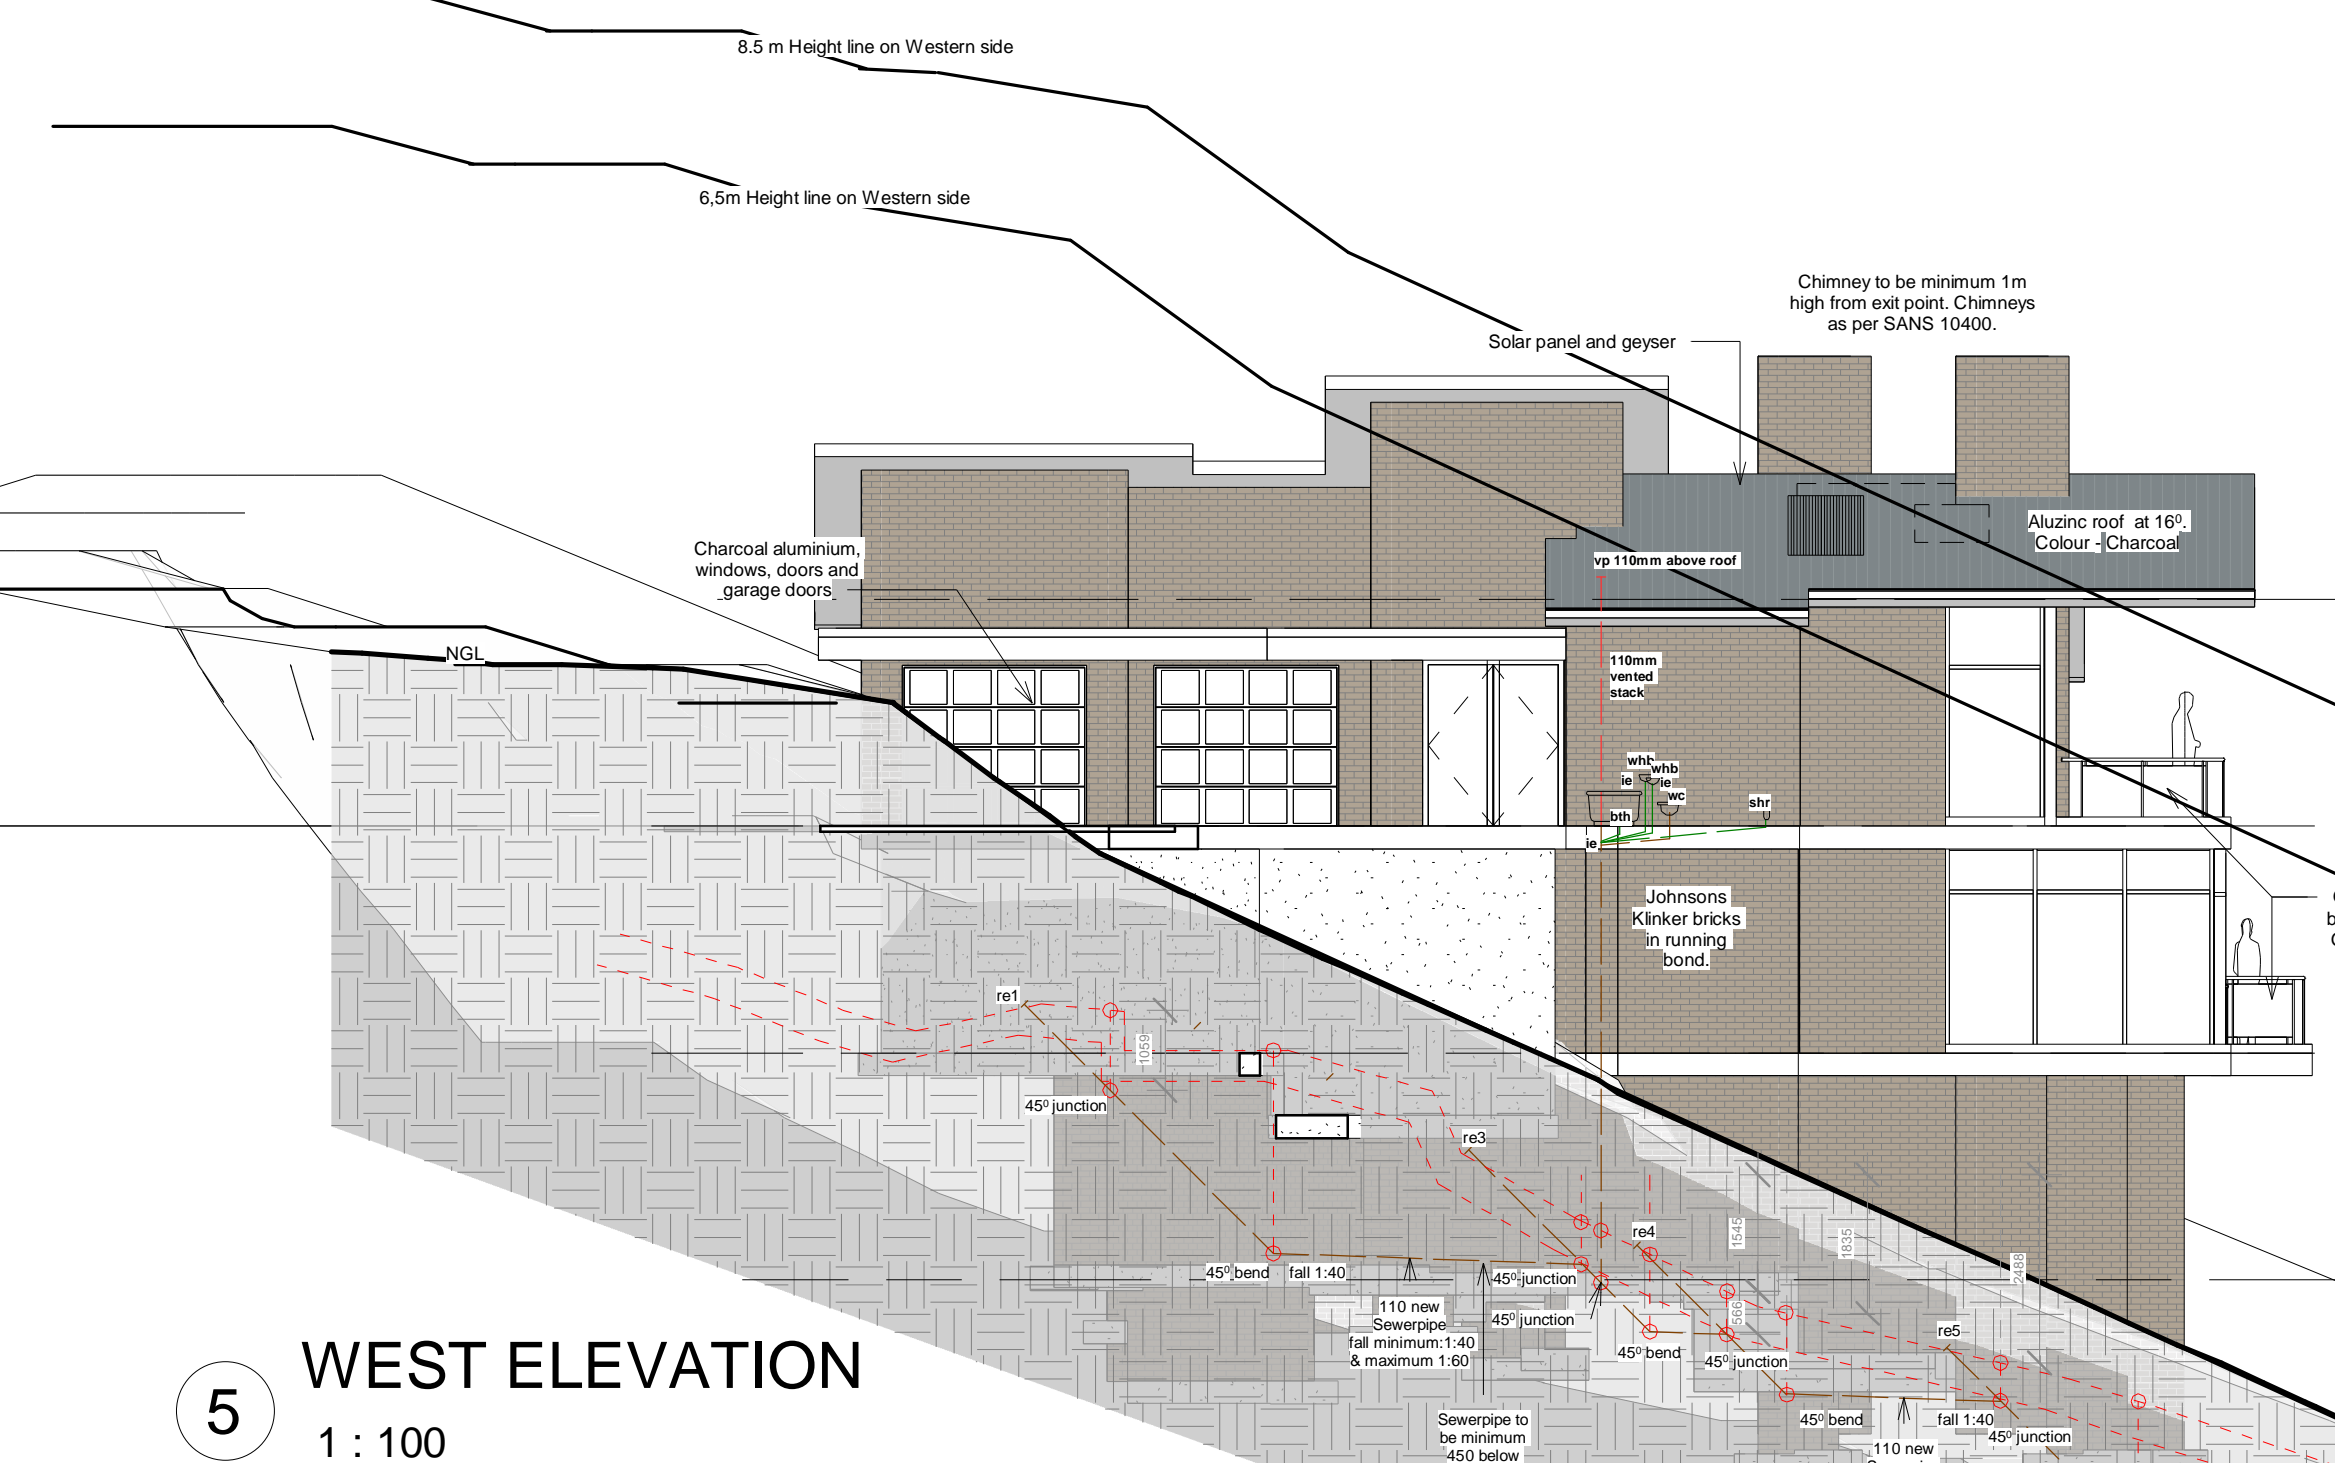 8.5 m Height line on Western side
6,5m Height line on Western side
Chimney to be minimum 1m
high from exit point. Chimneys
as per SANS 10400.
Solar panel and geyser
Aluzinc roof at 16⁰.
Colour - Charcoal
Charcoal aluminium,
windows, doors and
garage doors
vp 110mm above roof
NGL
110mm
vented
stack
whb
whb
ie
ie
wc
shr
bth
ie
Johnsons
Klinker bricks
in running
bond.
re1
1059
45⁰ junction
re3
re4
1545
1835
2488
45⁰ bend
fall 1:40
45⁰ junction
110 new
Sewerpipe
fall minimum:1:40
& maximum 1:60
45⁰ junction
566
re5
45⁰ bend
45⁰ junction
Sewerpipe to
be minimum
450 below
45⁰ bend
fall 1:40
45⁰ junction
110 new
5
WEST ELEVATION
1 : 100